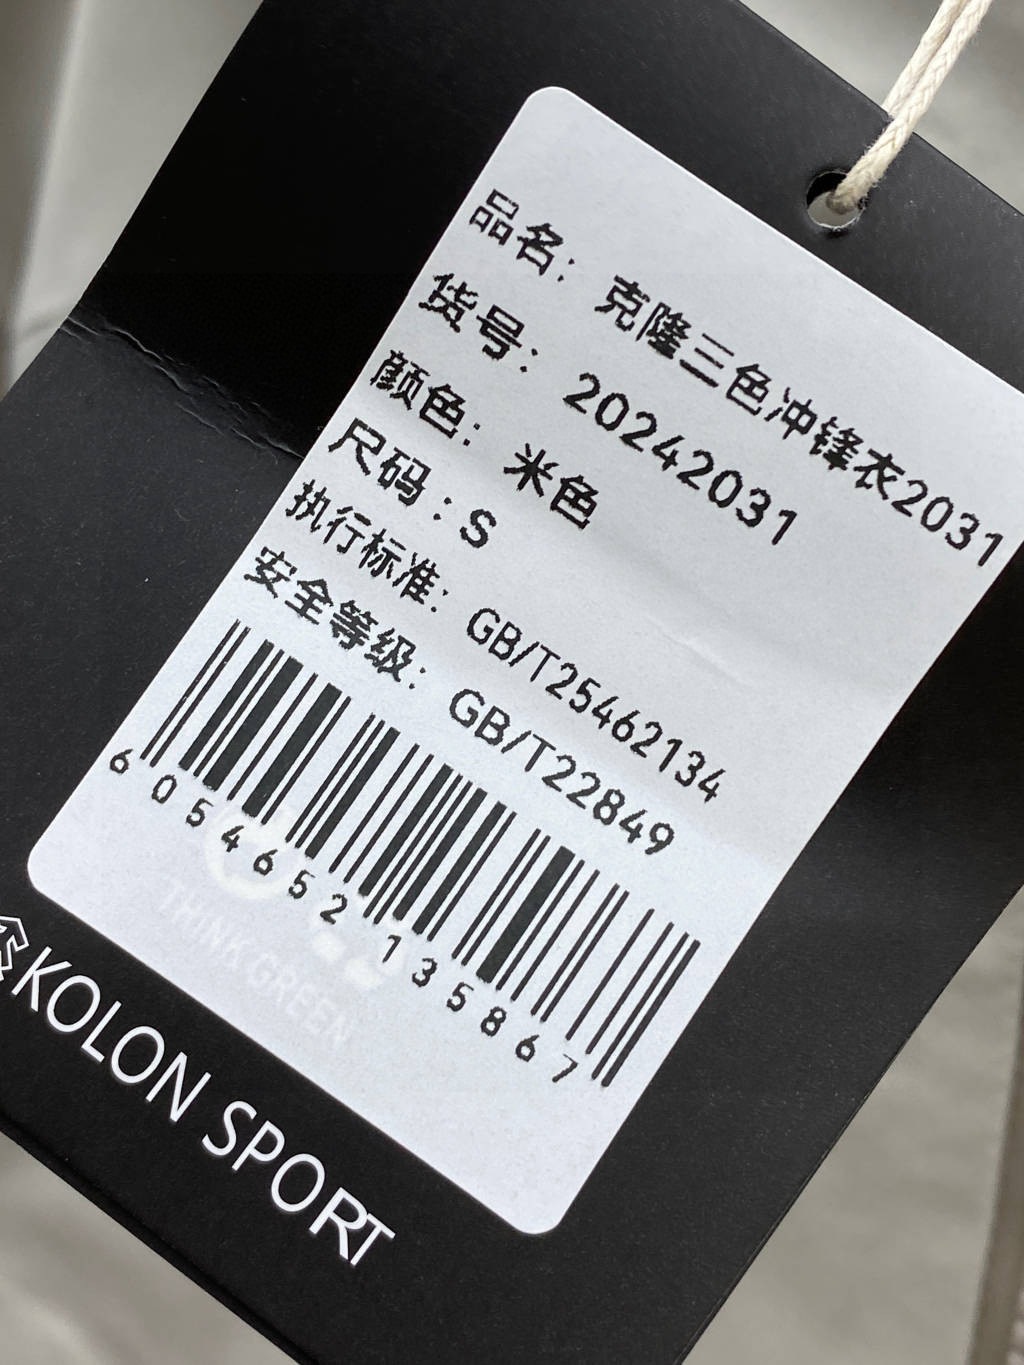 品名：克隆三色冲锋衣2031
货号：20242031
颜色：米色
尺码：S
执行标准：GB/T25462134
安全等级：GB/T22849
6054652135867
THINK GREEN
KOLON SPORT